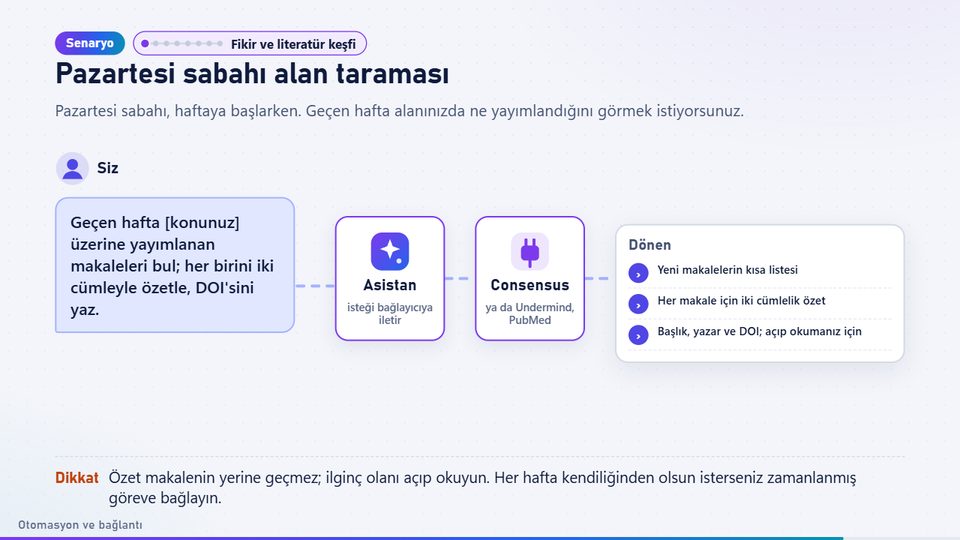 Senaryo
Fikir ve literatür keşfi
Pazartesi sabahı alan taraması
Pazartesi sabahı, haftaya başlarken. Geçen hafta alanınızda ne yayımlandığını görmek istiyorsunuz.
Siz
Geçen hafta [konunuz]
üzerine yayımlanan
makaleleri bul; her birini iki
cümleyle özetle, DOI'sini
yaz.
Asistan
isteği bağlayıcıya
iletir
Consensus
ya da Undermind,
PubMed
Dönen
Yeni makalelerin kısa listesi
Her makale için iki cümlelik özet
Başlık, yazar ve DOI; açıp okumanız için
Dikkat Özet makalenin yerine geçmez; ilginç olanı açıp okuyun. Her hafta kendiliğinden olsun isterseniz zamanlanmış
göreve bağlayın.
Otomasyon ve bağlantı